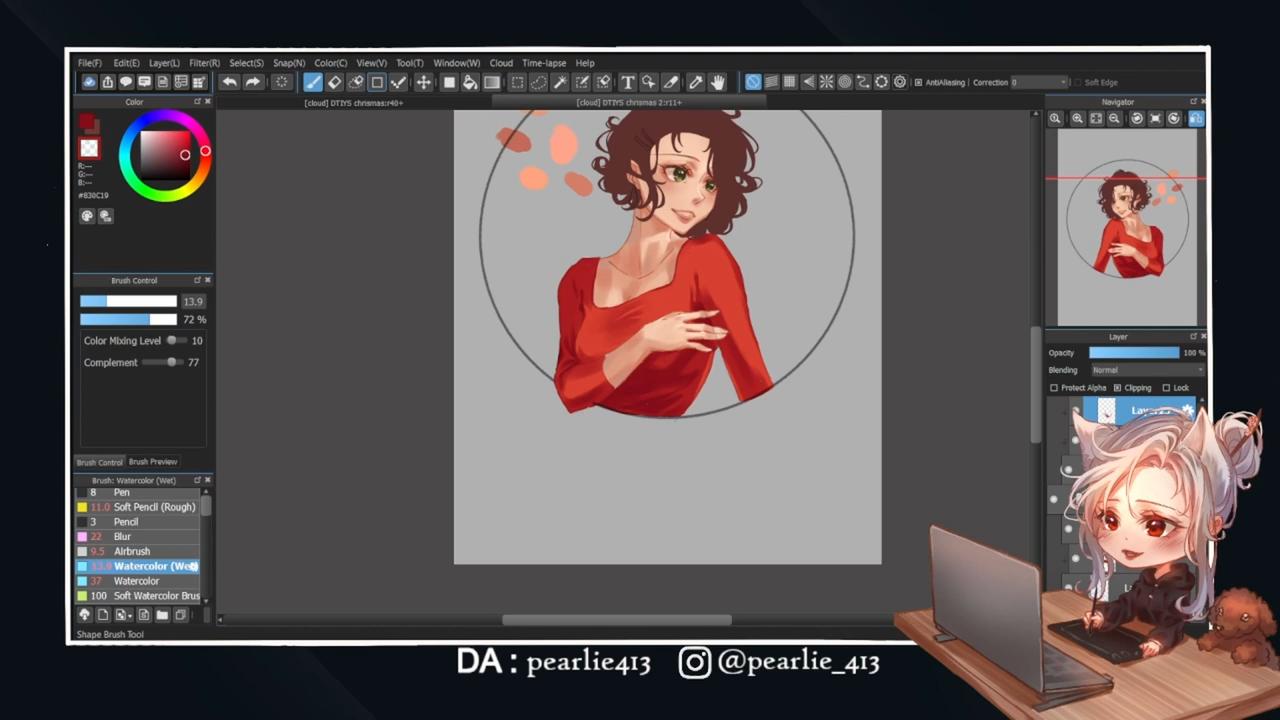 File(F) Edit(E) Layer(L) Filter(R) Select(S) Snap(N) Color(C) View(V) Tool(T) Window(W) Cloud Time-lapse Help
AntiAliasing Correction 0 Soft Edge
Color
[cloud] DTIYS chrismas:r40+
[cloud] DTIYS chrismas 2:r11+
Navigator
R:---
G:---
B:---
#830C19
Brush Control
13.9
72 %
Color Mixing Level 10
Complement 77
Brush Control Brush Preview
Brush: Watercolor (Wet)
8 Pen
11.0 Soft Pencil (Rough)
3 Pencil
22 Blur
9.5 Airbrush
13.9 Watercolor (Wet)
37 Watercolor
100 Soft Watercolor Brus
Shape Brush Tool
Layer
Opacity 100 %
Blending Normal
Protect Alpha Clipping Lock
DA : pearlie413 @pearlie_413